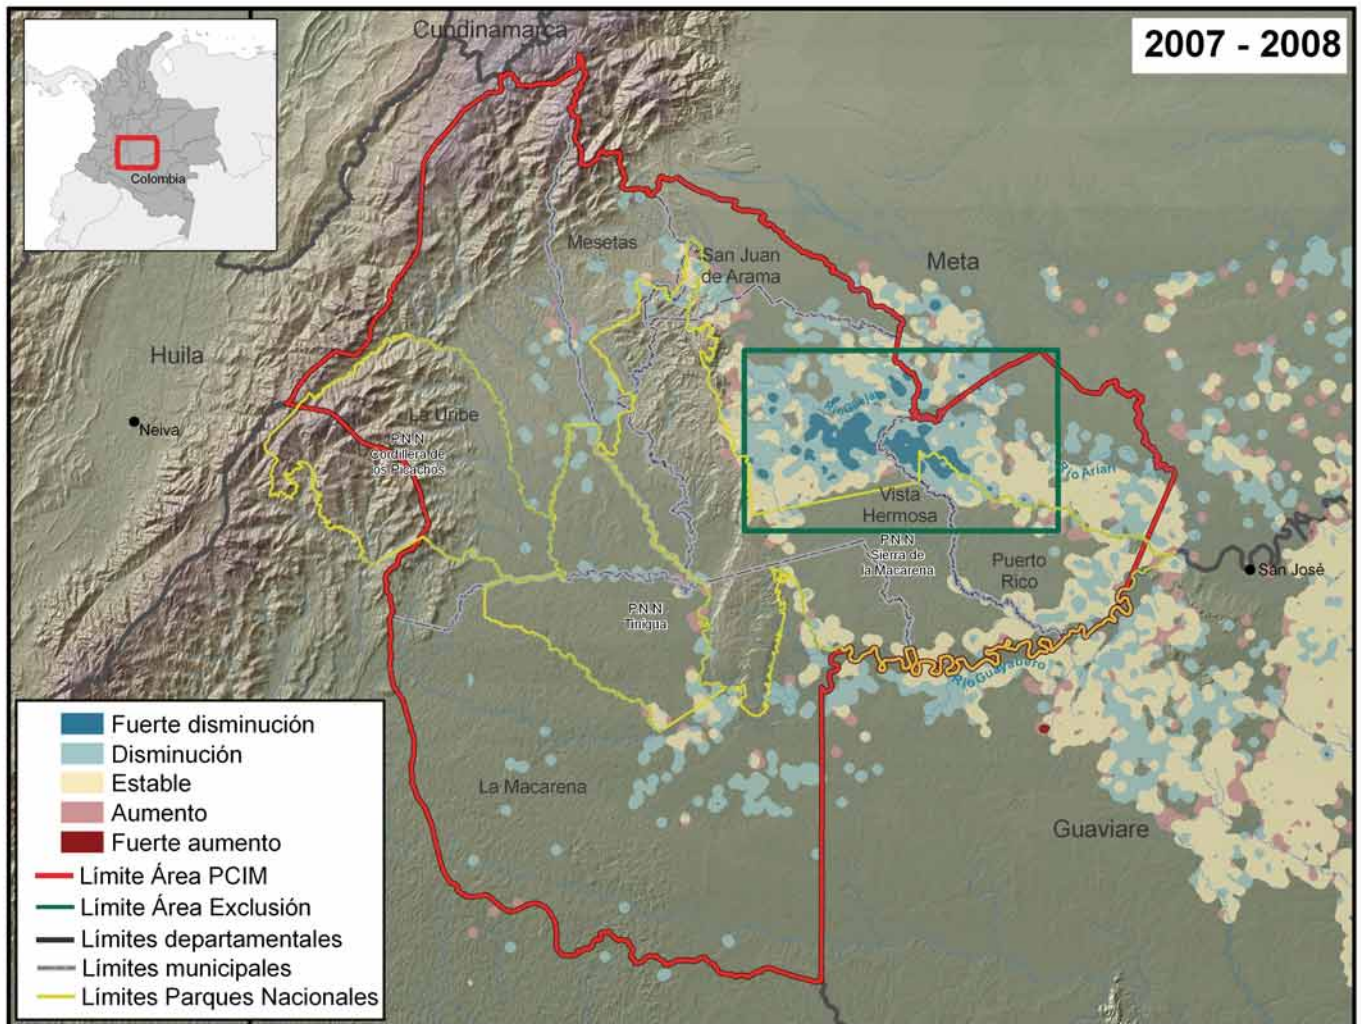 Cundinamarca
2007 - 2008
Colombia
Mesetas
San Juan
de Arama
Meta
Huila
Neiva
La Uribe
P.N.N
Cordillera de
los Picachos
Río Ariari
Vista
Hermosa
P.N.N
Sierra de
la Macarena
Puerto
Rico
San José
P.N.N
Tinigua
Río Guayabero
La Macarena
Guaviare
Fuerte disminución
Disminución
Estable
Aumento
Fuerte aumento
Límite Área PCIM
Límite Área Exclusión
Límites departamentales
Límites municipales
Límites Parques Nacionales